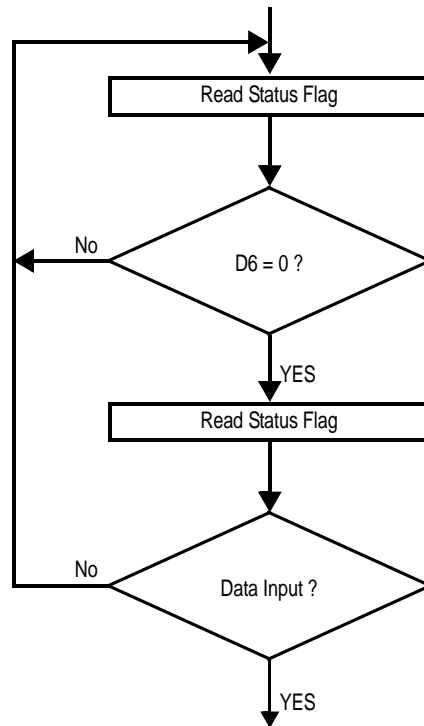 Read Status Flag
No
D6 = 0 ?
YES
Read Status Flag
No
Data Input ?
YES